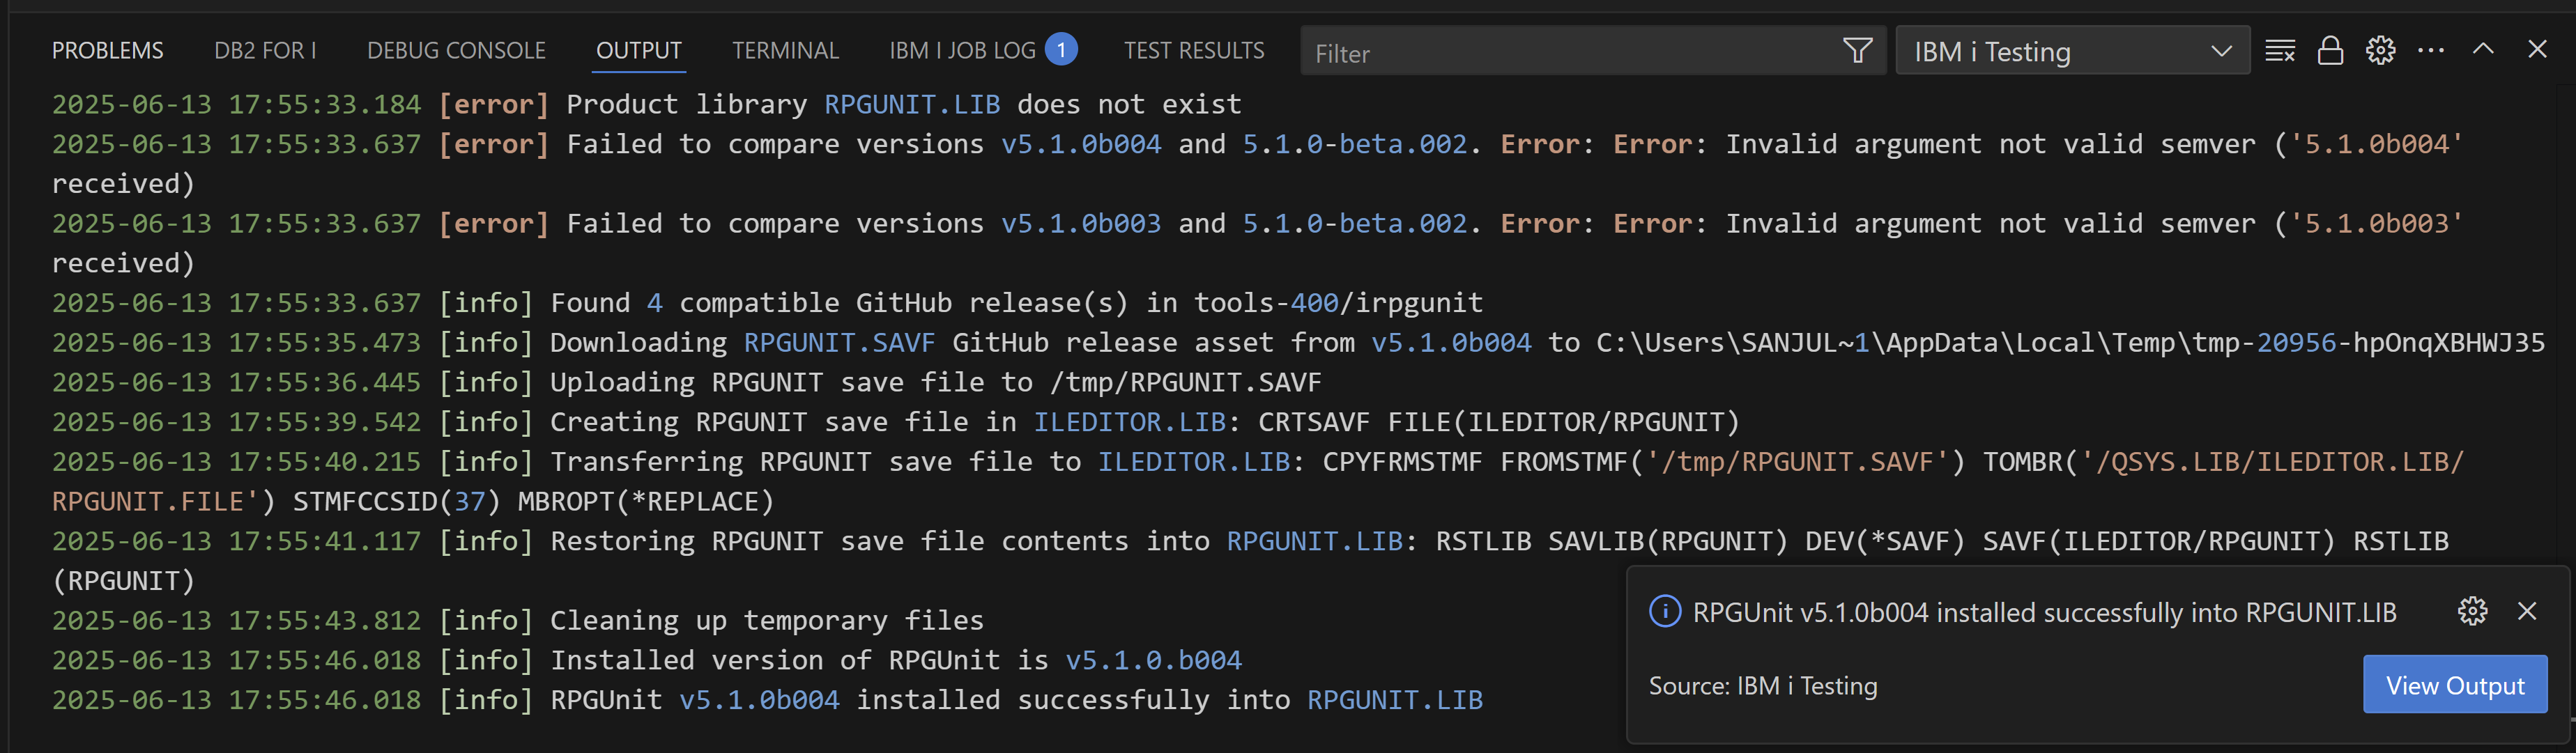 PROBLEMS DB2 FOR I DEBUG CONSOLE OUTPUT TERMINAL IBM I JOB LOG 1 TEST RESULTS Filter IBM i Testing
2025-06-13 17:55:33.184 [error] Product library RPGUNIT.LIB does not exist
2025-06-13 17:55:33.637 [error] Failed to compare versions v5.1.0b004 and 5.1.0-beta.002. Error: Error: Invalid argument not valid semver ('5.1.0b004'
received)
2025-06-13 17:55:33.637 [error] Failed to compare versions v5.1.0b003 and 5.1.0-beta.002. Error: Error: Invalid argument not valid semver ('5.1.0b003'
received)
2025-06-13 17:55:33.637 [info] Found 4 compatible GitHub release(s) in tools-400/irpgunit
2025-06-13 17:55:35.473 [info] Downloading RPGUNIT.SAVF GitHub release asset from v5.1.0b004 to C:\Users\SANJUL~1\AppData\Local\Temp\tmp-20956-hpOnqXBHWJ35
2025-06-13 17:55:36.445 [info] Uploading RPGUNIT save file to /tmp/RPGUNIT.SAVF
2025-06-13 17:55:39.542 [info] Creating RPGUNIT save file in ILEDITOR.LIB: CRTSAVF FILE(ILEDITOR/RPGUNIT)
2025-06-13 17:55:40.215 [info] Transferring RPGUNIT save file to ILEDITOR.LIB: CPYFRMSTMF FROMSTMF('/tmp/RPGUNIT.SAVF') TOMBR('/QSYS.LIB/ILEDITOR.LIB/
RPGUNIT.FILE') STMFCCSID(37) MBROPT(*REPLACE)
2025-06-13 17:55:41.117 [info] Restoring RPGUNIT save file contents into RPGUNIT.LIB: RSTLIB SAVLIB(RPGUNIT) DEV(*SAVF) SAVF(ILEDITOR/RPGUNIT) RSTLIB
(RPGUNIT)
2025-06-13 17:55:43.812 [info] Cleaning up temporary files
2025-06-13 17:55:46.018 [info] Installed version of RPGUnit is v5.1.0.b004
2025-06-13 17:55:46.018 [info] RPGUnit v5.1.0b004 installed successfully into RPGUNIT.LIB
RPGUnit v5.1.0b004 installed successfully into RPGUNIT.LIB
Source: IBM i Testing
View Output